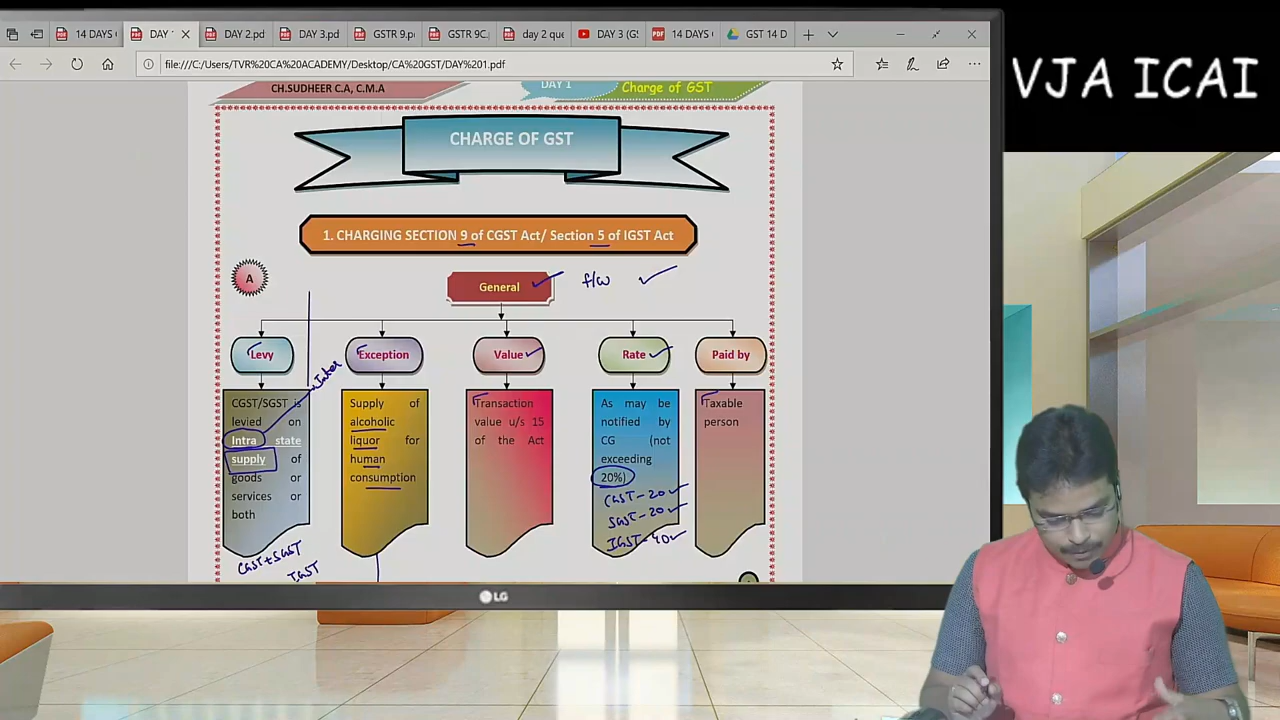 14 DAYS
DAY
DAY 2.pd
DAY 3.pd
GSTR 9.p
GSTR 9C.
day 2 que
DAY 3 (G
14 DAYS
GST 14 D
file:///C:/Users/TVR%20CA%20ACADEMY/Desktop/CA%20GST/DAY%201.pdf
VJA ICAI
CH.SUDHEER C.A, C.M.A
DAY 1
Charge of GST
CHARGE OF GST
1. CHARGING SECTION 9 of CGST Act/ Section 5 of IGST Act
A
General
f/w
Levy
Exception
Value
Rate
Paid by
Inter
CGST/SGST is
levied on
Intra state
supply of
goods or
services or
both
CGST+SGST
IGST
Supply of
alcoholic
liquor for
human
consumption
Transaction
value u/s 15
of the Act
As may be
notified by
CG (not
exceeding
20%)
CGST-20
SGST-20
IGST-40
Taxable
person
LG